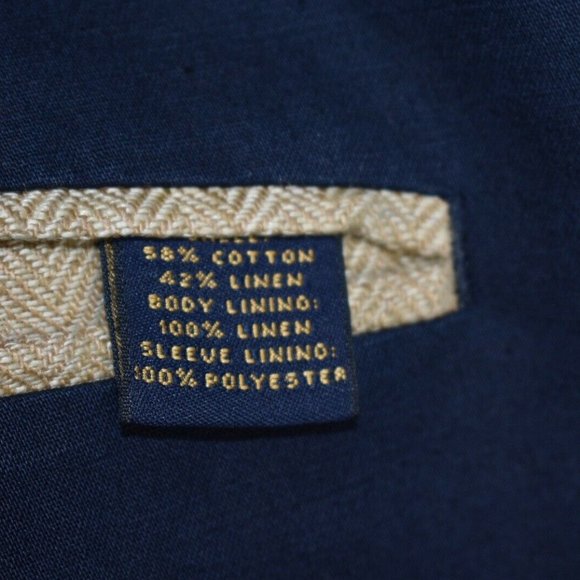 58% COTTON
42% LINEN
BODY LINING:
100% LINEN
SLEEVE LINING:
100% POLYESTER